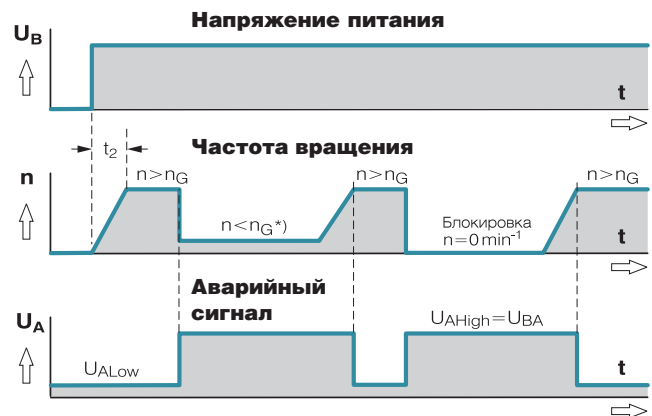 Напряжение питания
U_B
t
t₂
Частота вращения
n
n>n_G
n<n_G*)
n>n_G
Блокировка
n=0 min⁻¹
n>n_G
t
Аварийный
сигнал
U_A
U_ALow
U_AHigh=U_BA
t